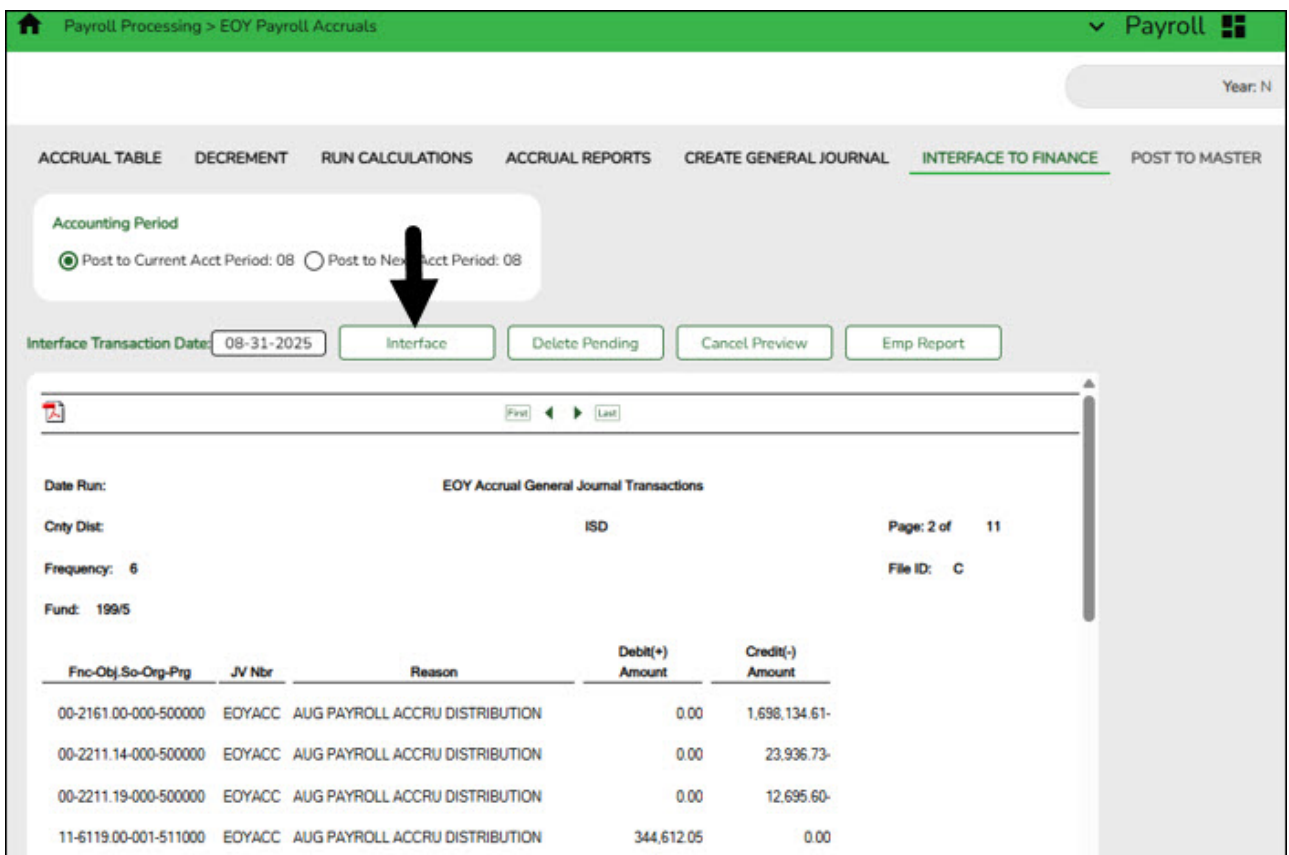 Payroll Processing > EOY Payroll Accruals Payroll
Year: N
ACCRUAL TABLE DECREMENT RUN CALCULATIONS ACCRUAL REPORTS CREATE GENERAL JOURNAL INTERFACE TO FINANCE POST TO MASTER
Accounting Period
Post to Current Acct Period: 08 Post to Nex Acct Period: 08
Interface Transaction Date: 08-31-2025 Interface Delete Pending Cancel Preview Emp Report
First Last
Date Run: EOY Accrual General Journal Transactions
Cnty Dist: ISD Page: 2 of 11
Frequency: 6 File ID: C
Fund: 199/5
Debit(+) Credit(-)
Fnc-Obj.So-Org-Prg JV Nbr Reason Amount Amount
00-2161.00-000-500000 EOYACC AUG PAYROLL ACCRU DISTRIBUTION 0.00 1,698,134.61-
00-2211.14-000-500000 EOYACC AUG PAYROLL ACCRU DISTRIBUTION 0.00 23,936.73-
00-2211.19-000-500000 EOYACC AUG PAYROLL ACCRU DISTRIBUTION 0.00 12,695.60-
11-6119.00-001-511000 EOYACC AUG PAYROLL ACCRU DISTRIBUTION 344,612.05 0.00